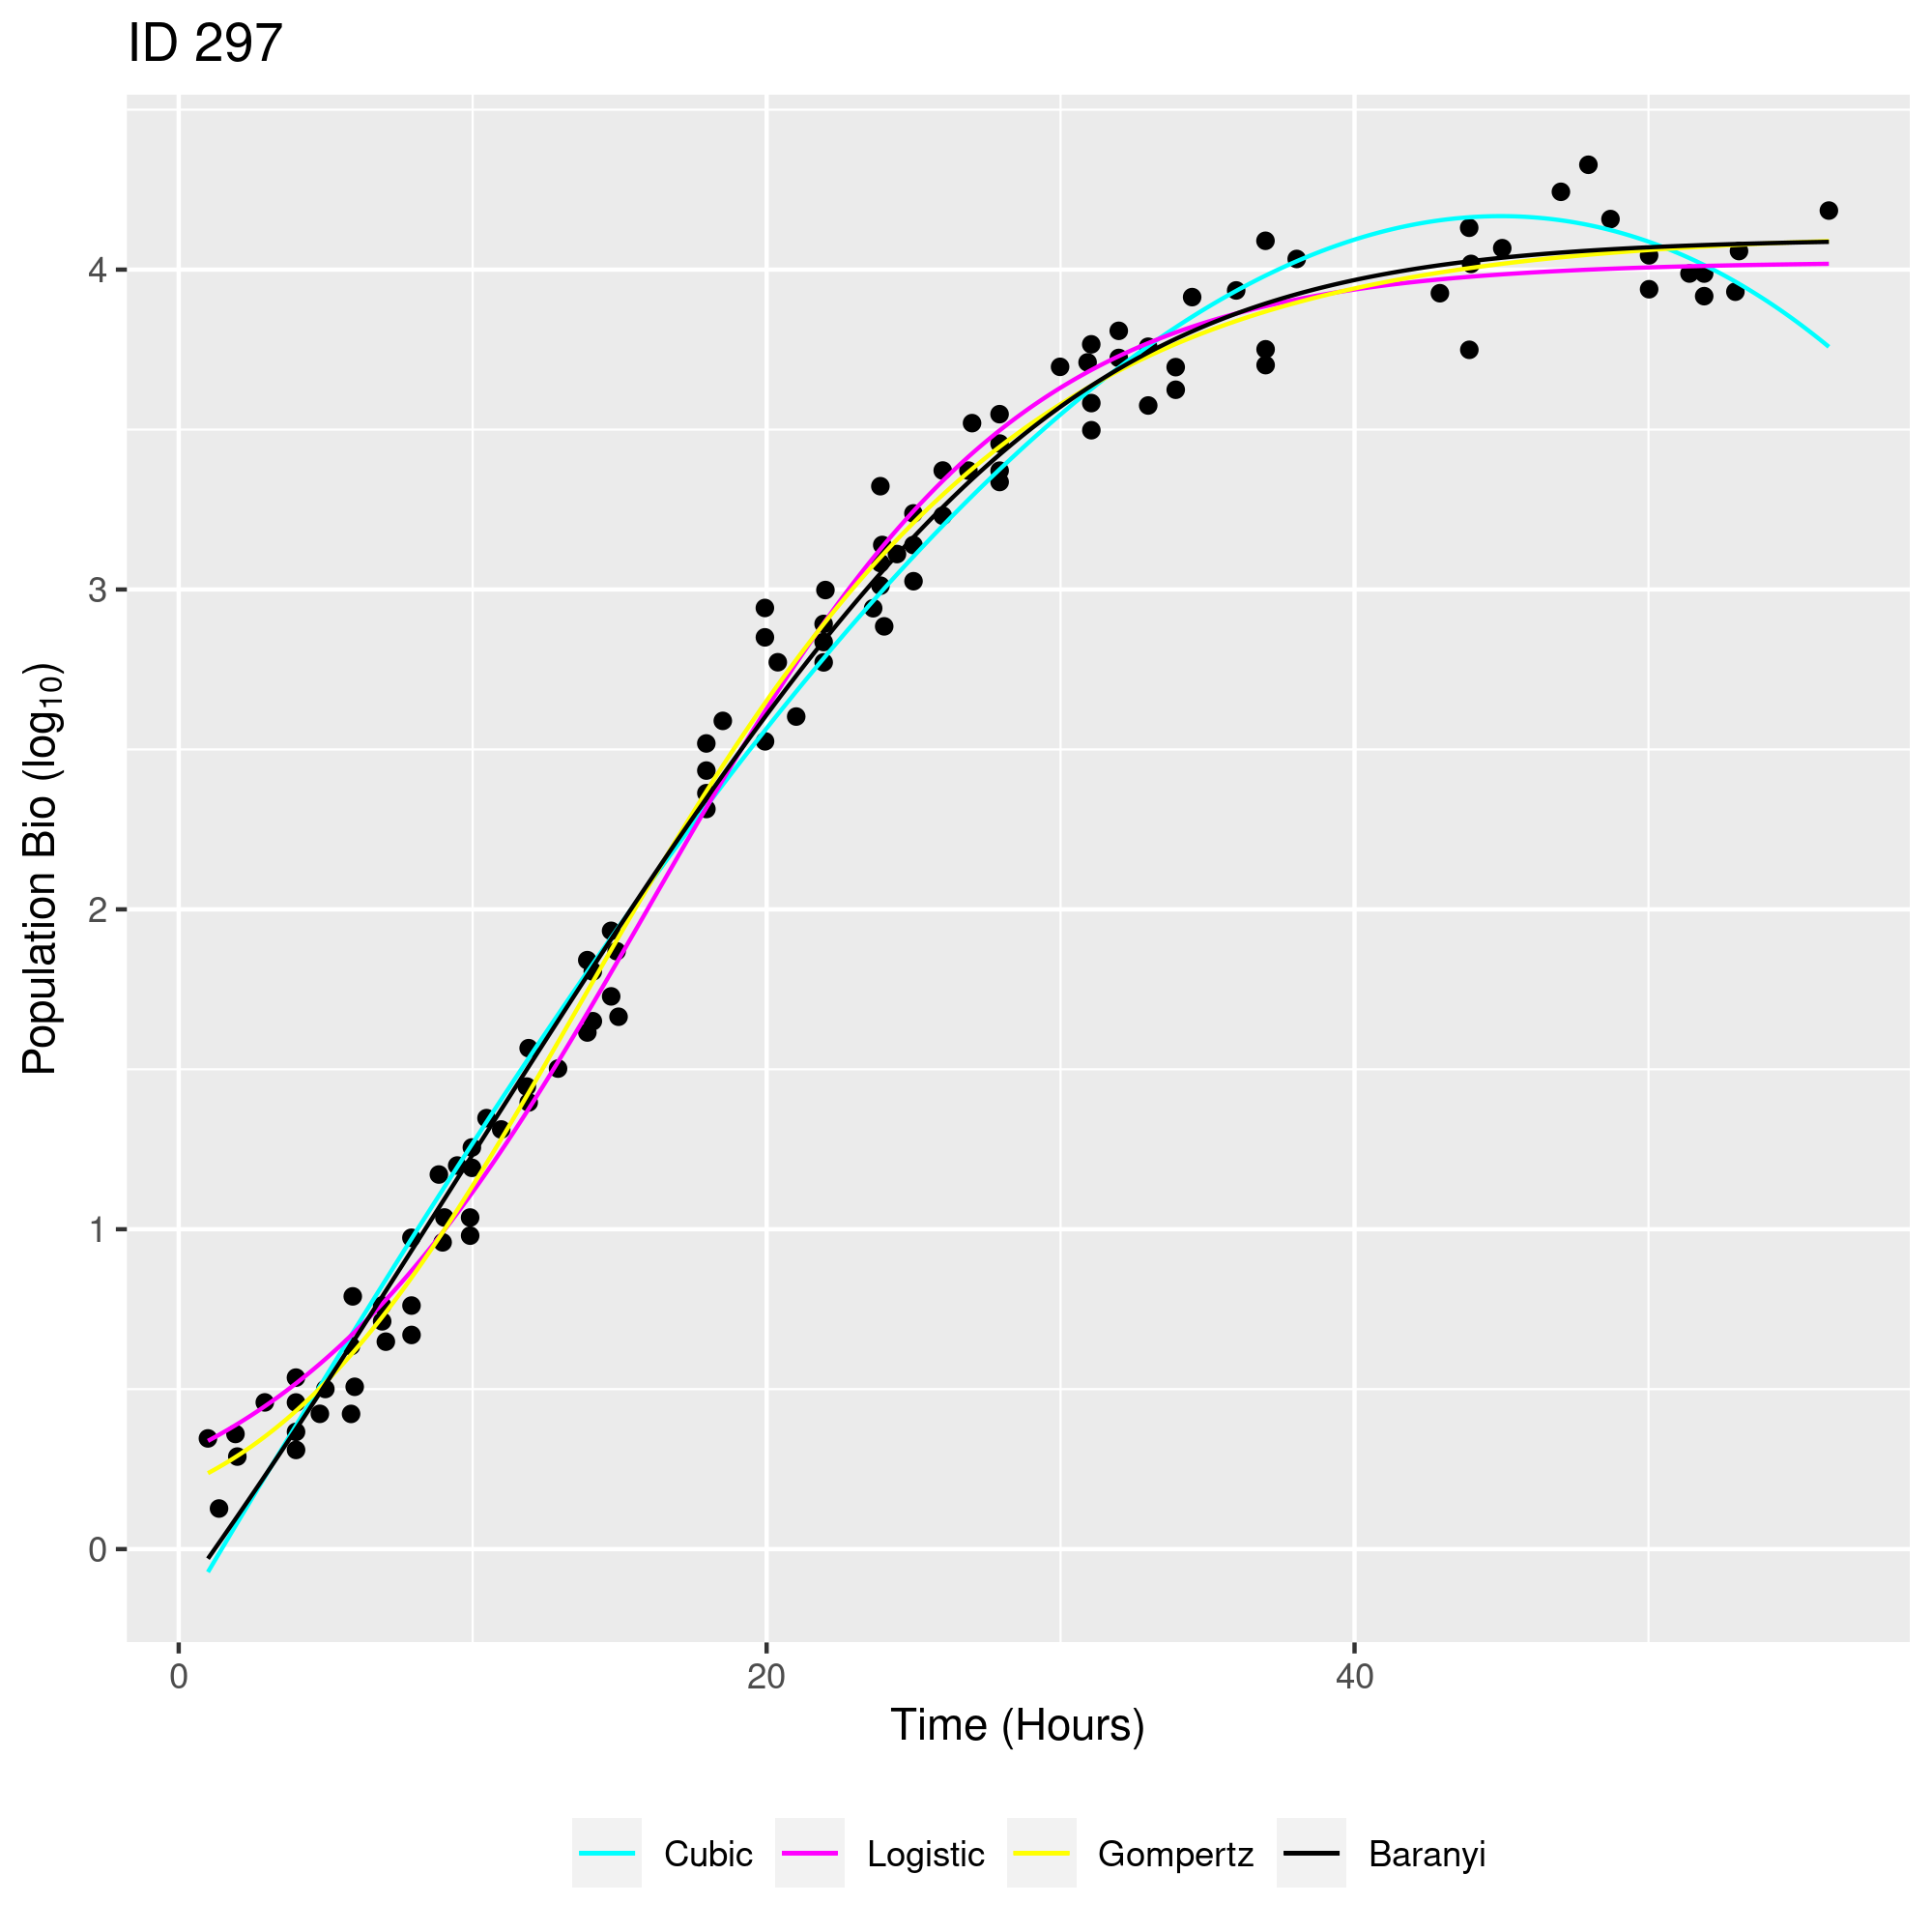 ID 297
Population Bio (log₁₀)
4
3
2
1
0
0 20 40
Time (Hours)
Cubic Logistic Gompertz Baranyi